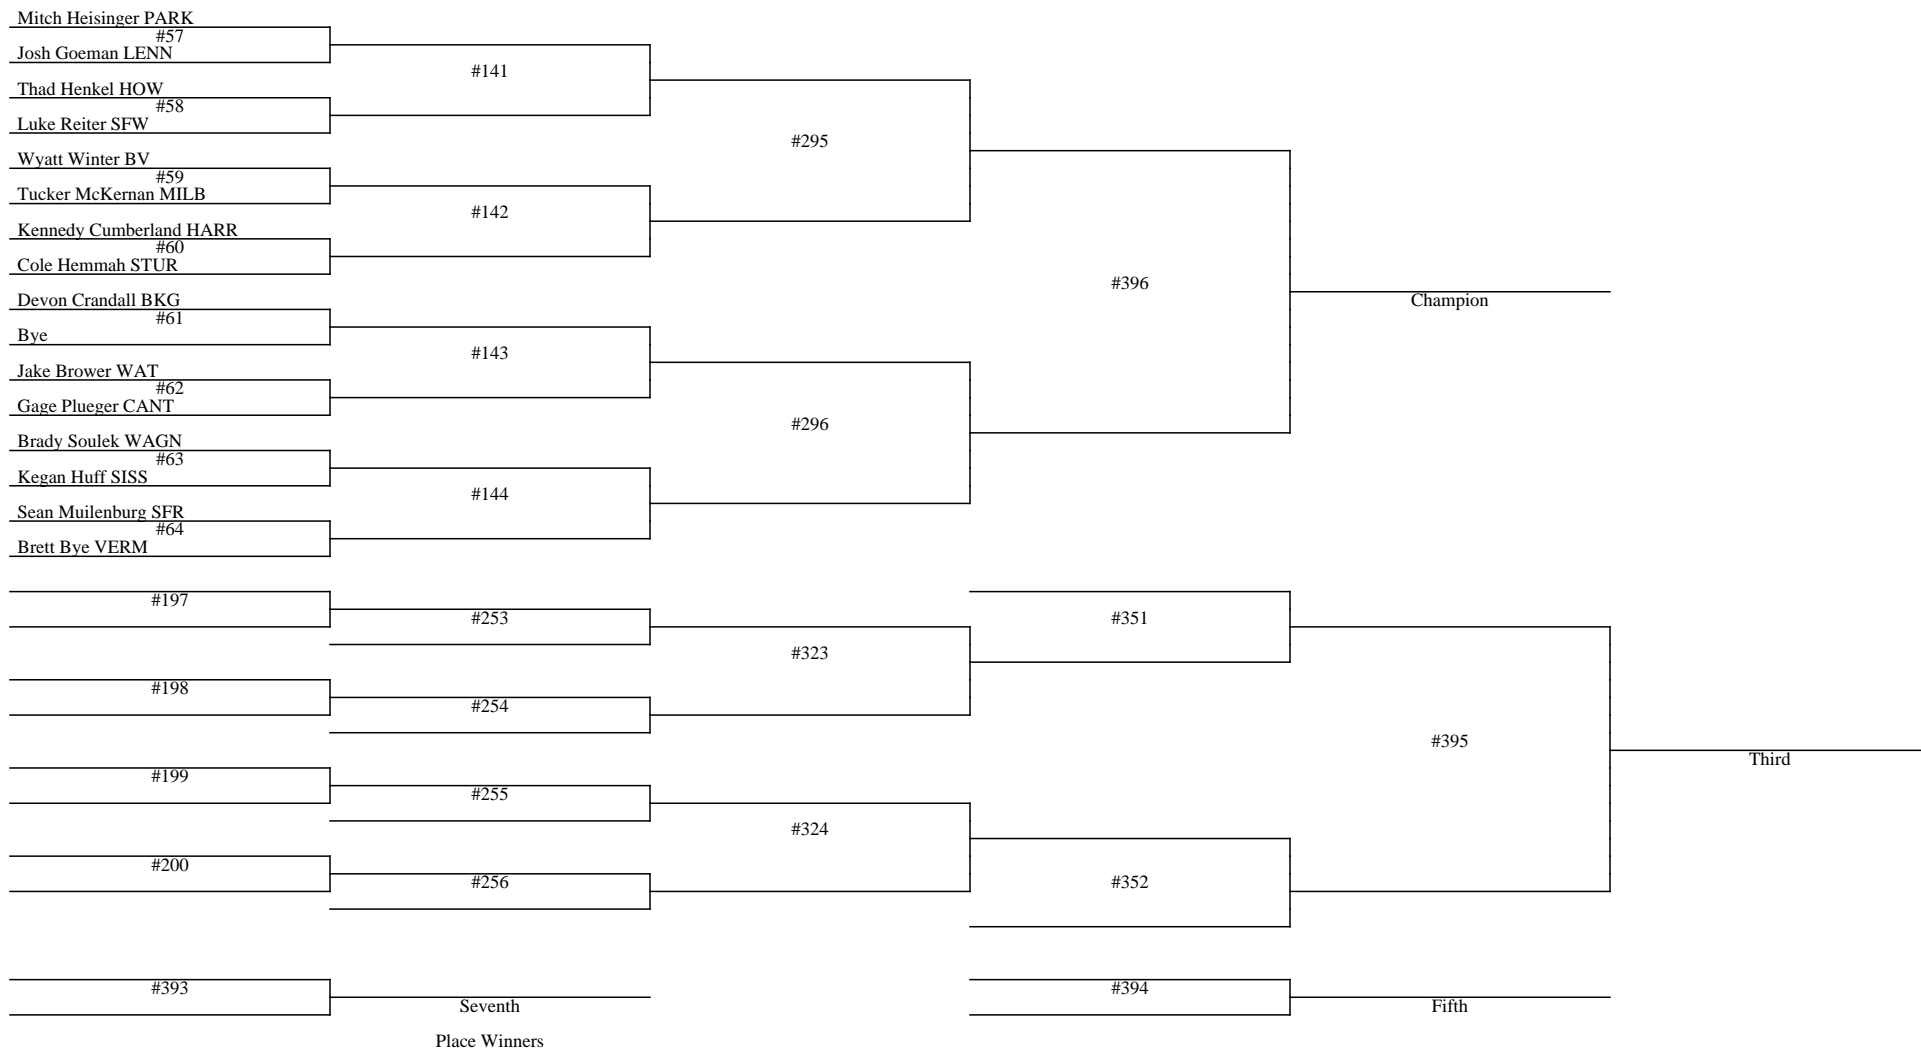 Mitch Heisinger PARK
#57
Josh Goeman LENN
#141
Thad Henkel HOW
#58
Luke Reiter SFW
#295
Wyatt Winter BV
#59
Tucker McKernan MILB
#142
Kennedy Cumberland HARR
#60
Cole Hemmah STUR
#396
Devon Crandall BKG
Champion
#61
Bye
#143
Jake Brower WAT
#62
Gage Plueger CANT
#296
Brady Soulek WAGN
#63
Kegan Huff SISS
#144
Sean Muilenburg SFR
#64
Brett Bye VERM
#197
#253
#351
#323
#198
#254
#395
Third
#199
#255
#324
#200
#256
#352
#393
#394
Seventh
Fifth
Place Winners